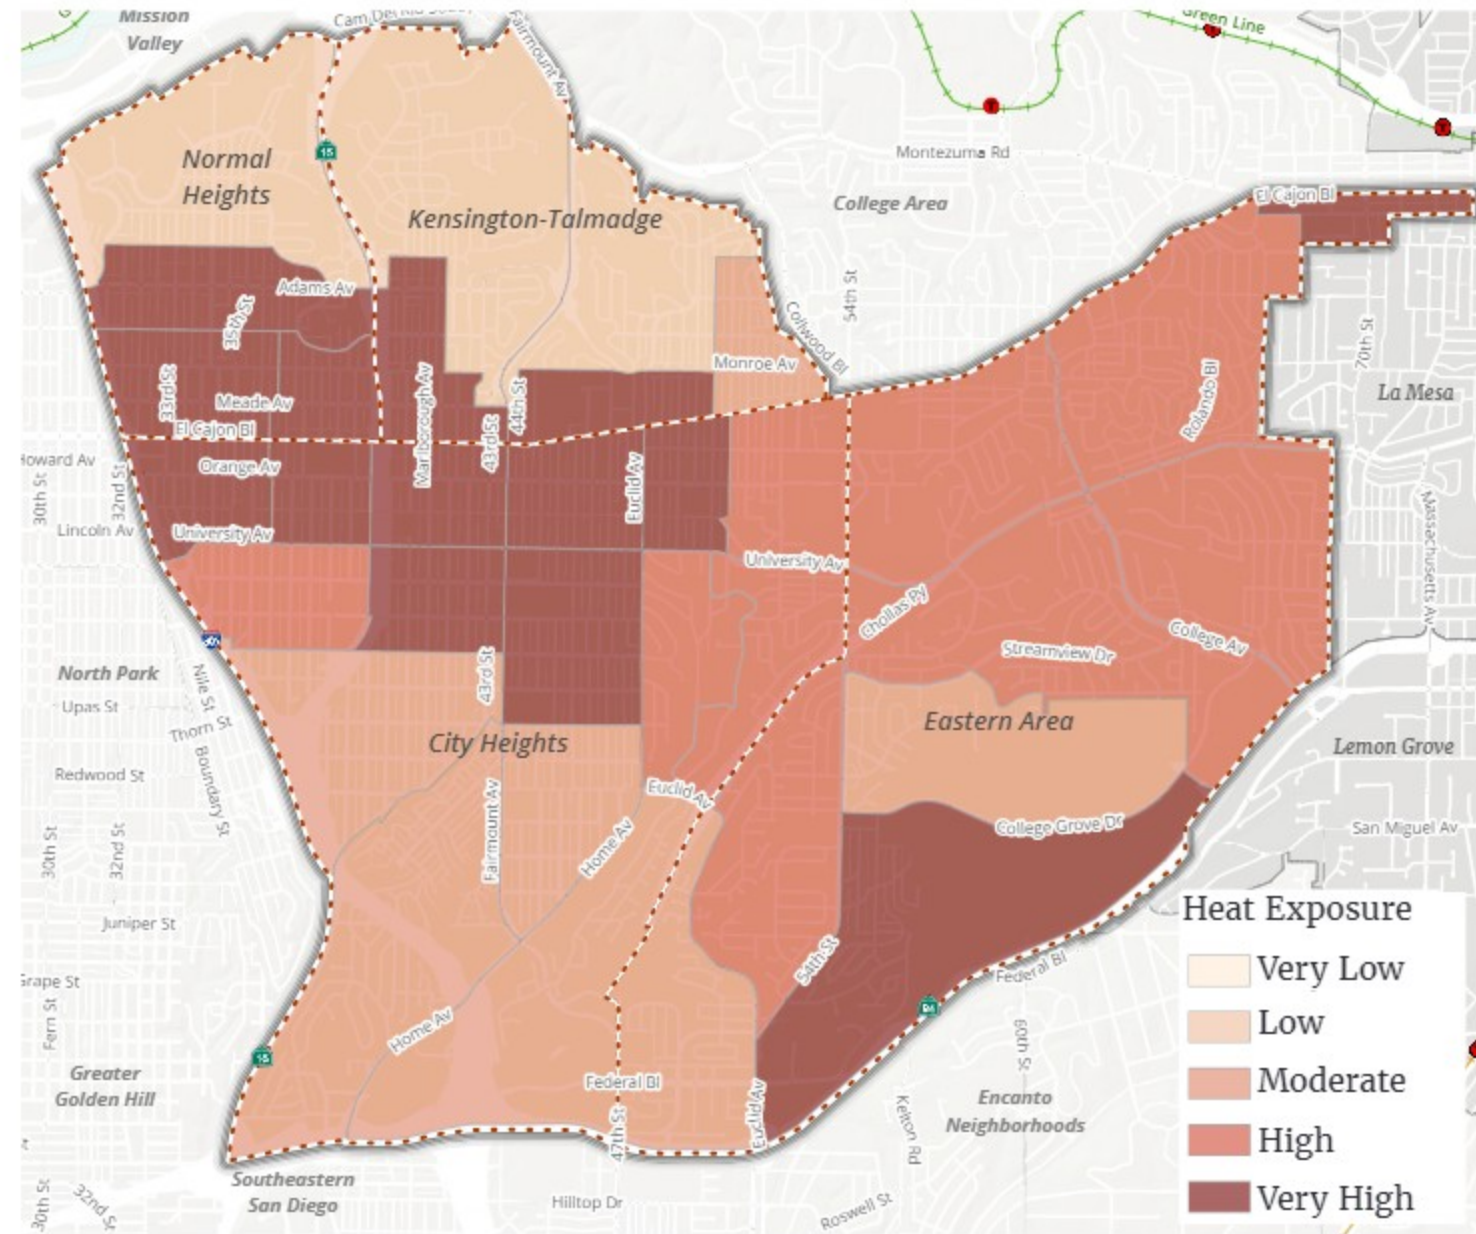 Mission
Valley
Fairmount Av
Green Line
Montezuma Rd
15
Normal
Heights
Kensington-Talmadge
College Area
El Cajon Bl
Adams Av
35th St
54th St
Collwood Bl
70th St
La Mesa
33rd St
Meade Av
Marlborough Av
43rd St
44th St
Monroe Av
Rolando Bl
El Cajon Bl
Howard Av
Orange Av
30th St
32nd St
Euclid Av
Lincoln Av
University Av
University Av
Massachusetts Av
Chollas Py
College Av
Streamview Dr
North Park
Nile St
Upas St
Thorn St
43rd St
City Heights
Eastern Area
Lemon Grove
Redwood St
Boundary St
Fairmount Av
Euclid Av
Home Av
College Grove Dr
San Miguel Av
30th St
32nd St
Juniper St
Heat Exposure
Very Low
Low
Moderate
High
Very High
54th St
Federal Bl
94
Grape St
Fern St
Home Av
15
60th St
Greater
Golden Hill
Federal Bl
47th St
Euclid Av
Kelton Rd
Encanto
Neighborhoods
Southeastern
San Diego
30th St
32nd St
Hilltop Dr
Roswell St